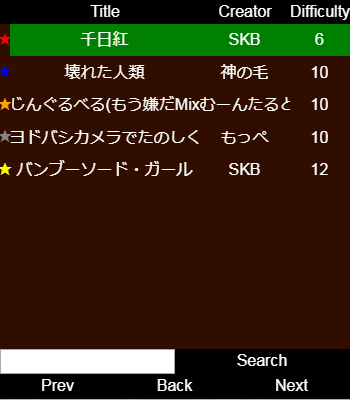 Title Creator Difficulty
★ 千日紅 SKB 6
★ 壊れた人類 神の毛 10
★ じんぐるべる(もう嫌だMixむーんたると 10
★ ヨドバシカメラでたのしく もっぺ 10
★ バンブーソード・ガール SKB 12
Search
Prev Back Next